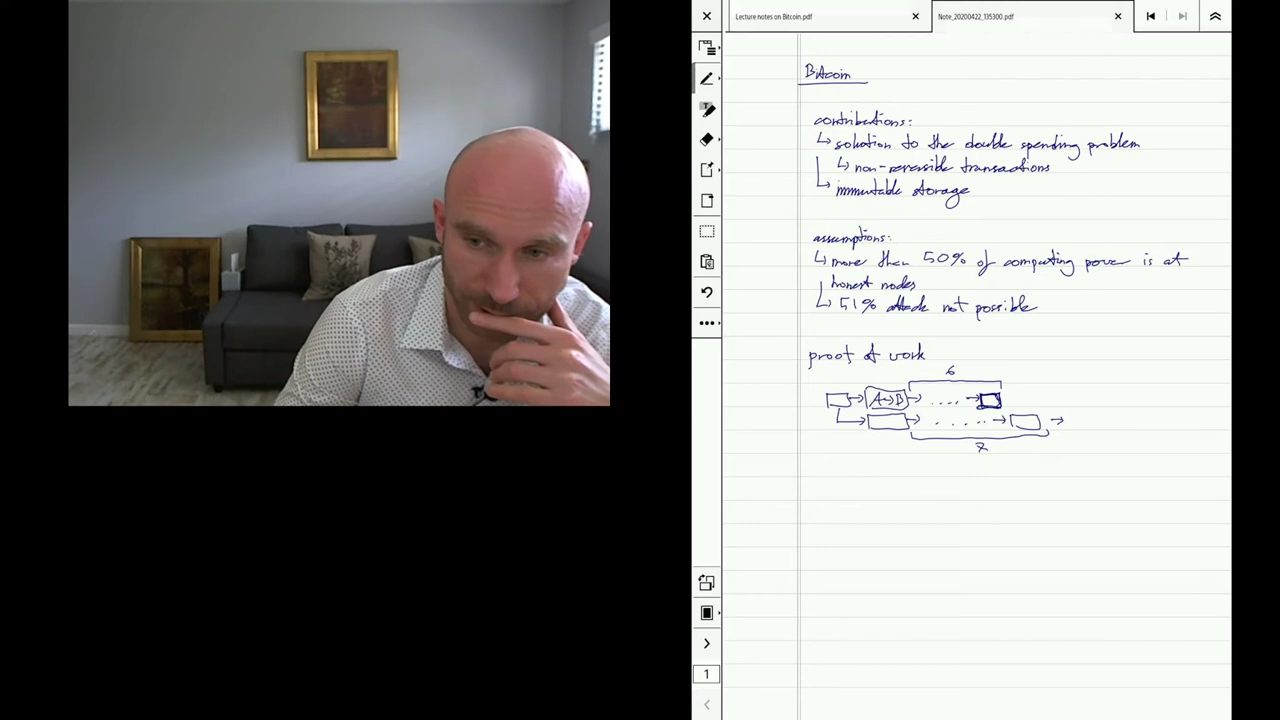 Lecture notes on Bitcoin.pdf
Note_20200422_135300.pdf
Bitcoin
contributions:
↳ solution to the double spending problem
↳ non-reversible transactions
↳ immutable storage
assumptions:
↳ more than 50% of computing power is at
honest nodes
↳ 51% attack not possible
proof of work
6
A→B
7
1